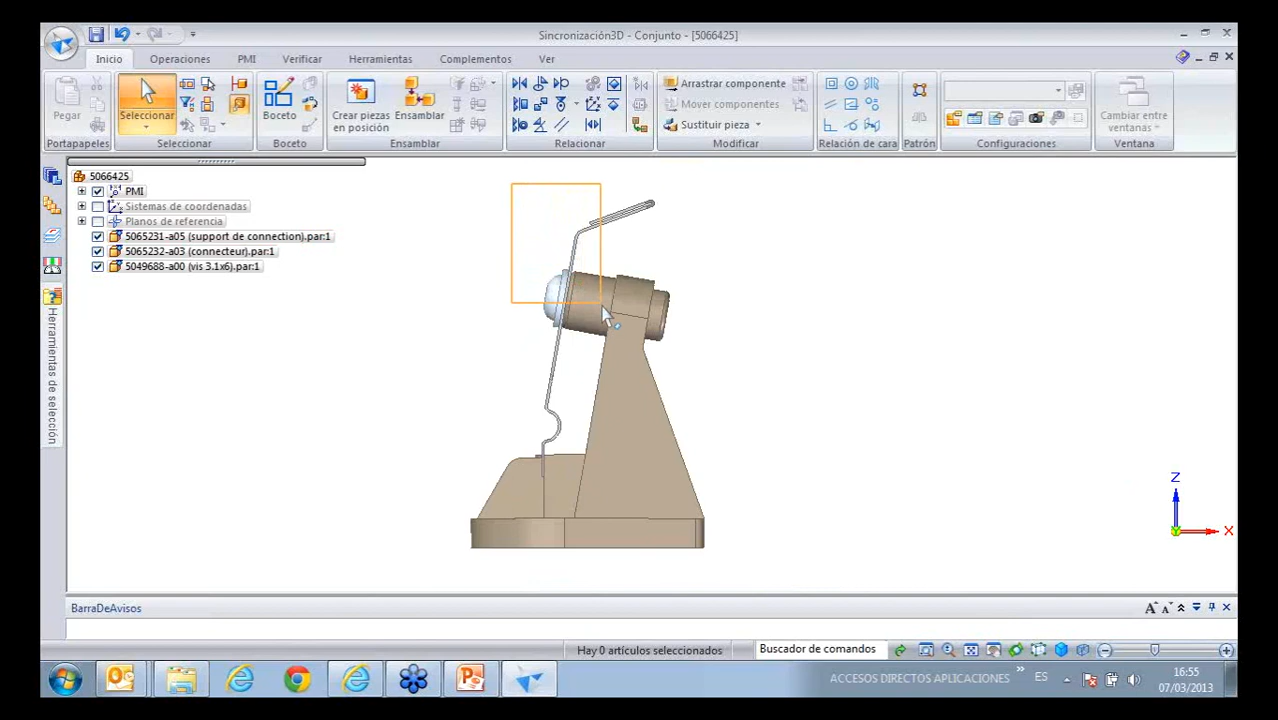 Sincronización3D - Conjunto - [5066425]
Inicio Operaciones PMI Verificar Herramientas Complementos Ver
Pegar
Portapapeles
Seleccionar
Seleccionar
Boceto
Boceto
Crear piezas
en posición
Ensamblar
Ensamblar
Relacionar
Arrastrar componente
Mover componentes
Sustituir pieza
Modificar
Relación de cara
Patrón
Configuraciones
Cambiar entre
ventanas
Ventana
5066425
PMI
Sistemas de coordenadas
Planos de referencia
5065231-a05 (support de connection).par:1
5065232-a03 (connecteur).par:1
5049688-a00 (vis 3.1x6).par:1
Herramientas de selección
Z
X
BarraDeAvisos
Hay 0 artículos seleccionados
Buscador de comandos
ACCESOS DIRECTOS APLICACIONES
ES
16:55
07/03/2013